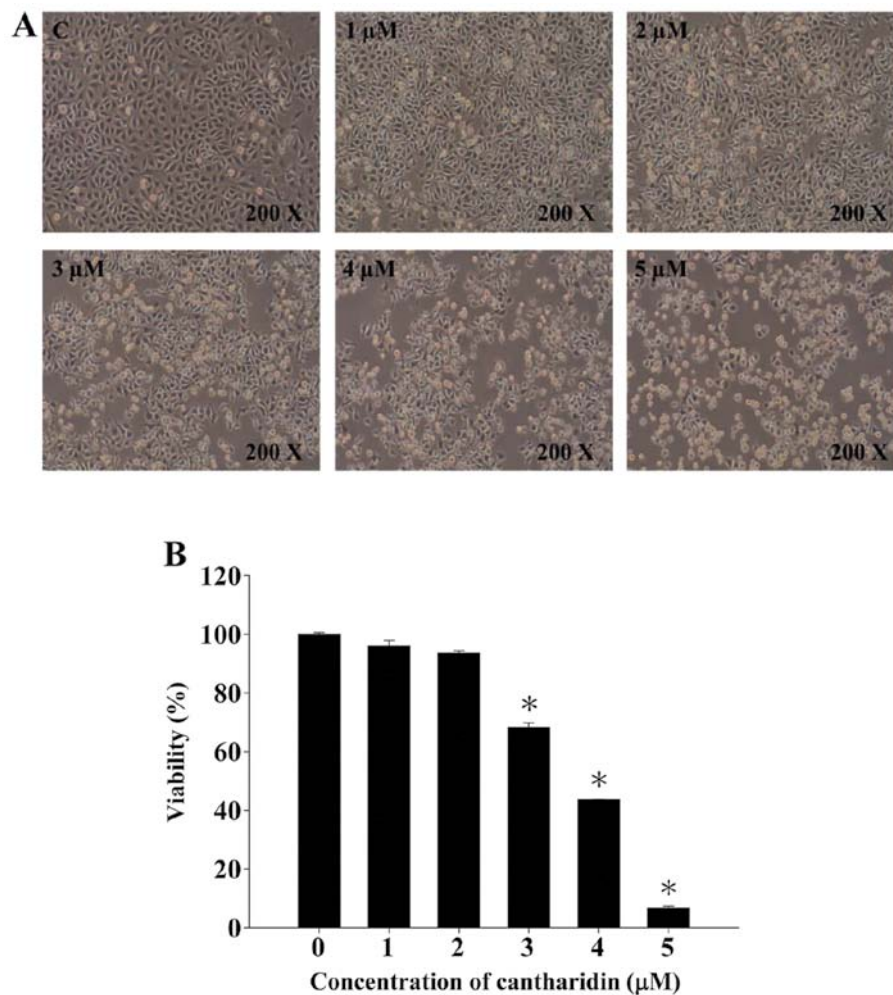 A
C
1 μM
2 μM
200 X
200 X
200 X
3 μM
4 μM
5 μM
200 X
200 X
200 X
B
Viability (%)
120
100
80
60
40
20
0
*
*
*
0 1 2 3 4 5
Concentration of cantharidin (μM)